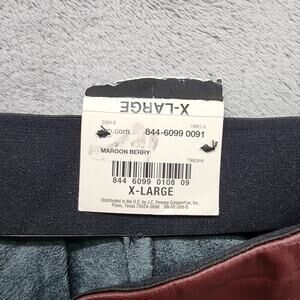 X-LARGE
.com 844-6099 0091
MAROON BERRY
844 6099 0108 09
X-LARGE
Distributed in the U.S. by J.C. Penney Corporation, Inc.
Plano, Texas 75024-3698